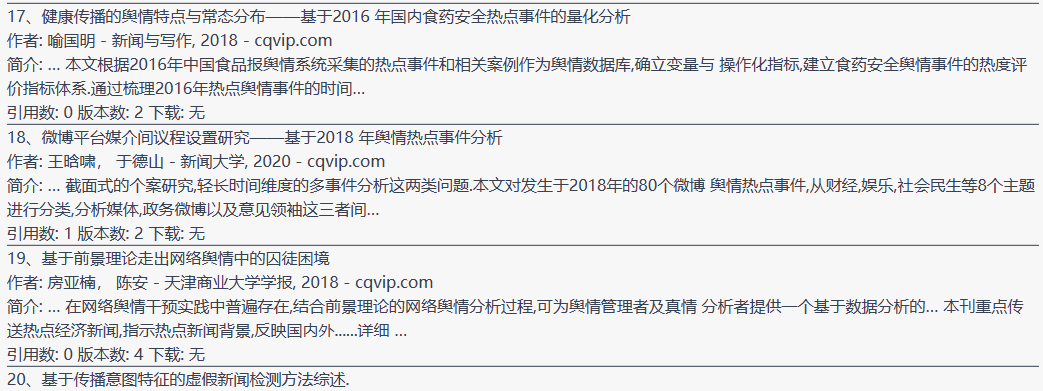 17、健康传播的舆情特点与常态分布——基于2016 年国内食药安全热点事件的量化分析
作者: 喻国明 - 新闻与写作, 2018 - cqvip.com
简介: ... 本文根据2016年中国食品报舆情系统采集的热点事件和相关案例作为舆情数据库,确立变量与 操作化指标,建立食药安全舆情事件的热度评
价指标体系.通过梳理2016年热点舆情事件的时间...
引用数: 0 版本数: 2 下载: 无
18、微博平台媒介间议程设置研究——基于2018 年舆情热点事件分析
作者: 王晗啸， 于德山 - 新闻大学, 2020 - cqvip.com
简介: ... 截面式的个案研究,轻长时间维度的多事件分析这两类问题.本文对发生于2018年的80个微博 舆情热点事件,从财经,娱乐,社会民生等8个主题
进行分类,分析媒体,政务微博以及意见领袖这三者间...
引用数: 1 版本数: 2 下载: 无
19、基于前景理论走出网络舆情中的囚徒困境
作者: 房亚楠， 陈安 - 天津商业大学学报, 2018 - cqvip.com
简介: ... 在网络舆情干预实践中普遍存在,结合前景理论的网络舆情分析过程,可为舆情管理者及真情 分析者提供一个基于数据分析的... 本刊重点传
送热点经济新闻,指示热点新闻背景,反映国内外......详细 ...
引用数: 0 版本数: 4 下载: 无
20、基于传播意图特征的虚假新闻检测方法综述.